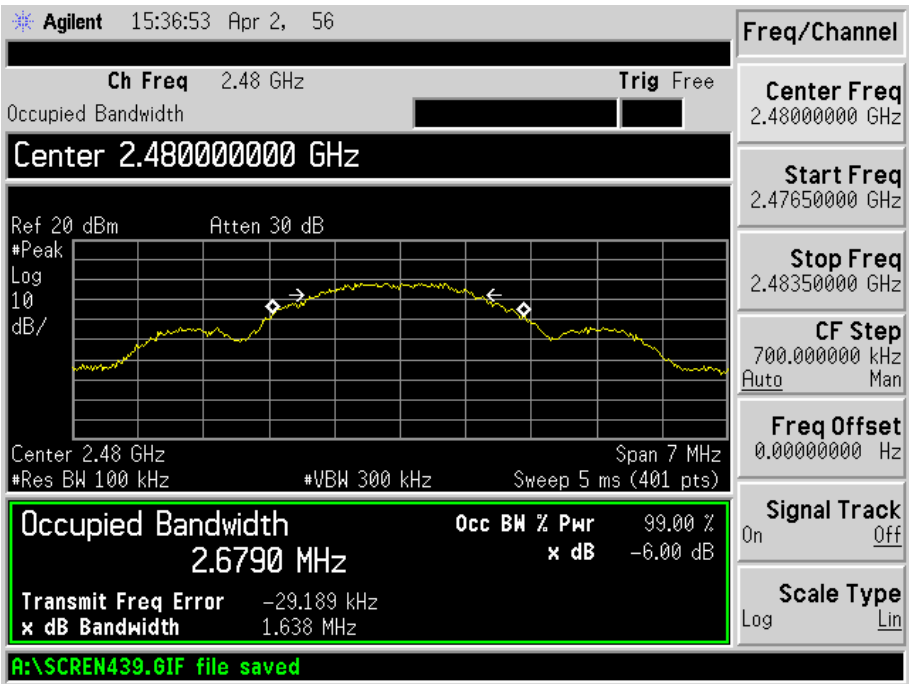 Agilent 15:36:53 Apr 2, 56
Ch Freq 2.48 GHz Trig Free
Occupied Bandwidth
Center 2.480000000 GHz
Ref 20 dBm Atten 30 dB
#Peak
Log
10
dB/
Center 2.48 GHz Span 7 MHz
#Res BW 100 kHz #VBW 300 kHz Sweep 5 ms (401 pts)
Occupied Bandwidth
2.6790 MHz
Occ BW % Pwr 99.00 %
x dB -6.00 dB
Transmit Freq Error -29.189 kHz
x dB Bandwidth 1.638 MHz
A:\SCREN439.GIF file saved
Freq/Channel
Center Freq
2.48000000 GHz
Start Freq
2.47650000 GHz
Stop Freq
2.48350000 GHz
CF Step
700.000000 kHz
Auto Man
Freq Offset
0.00000000 Hz
Signal Track
On Off
Scale Type
Log Lin